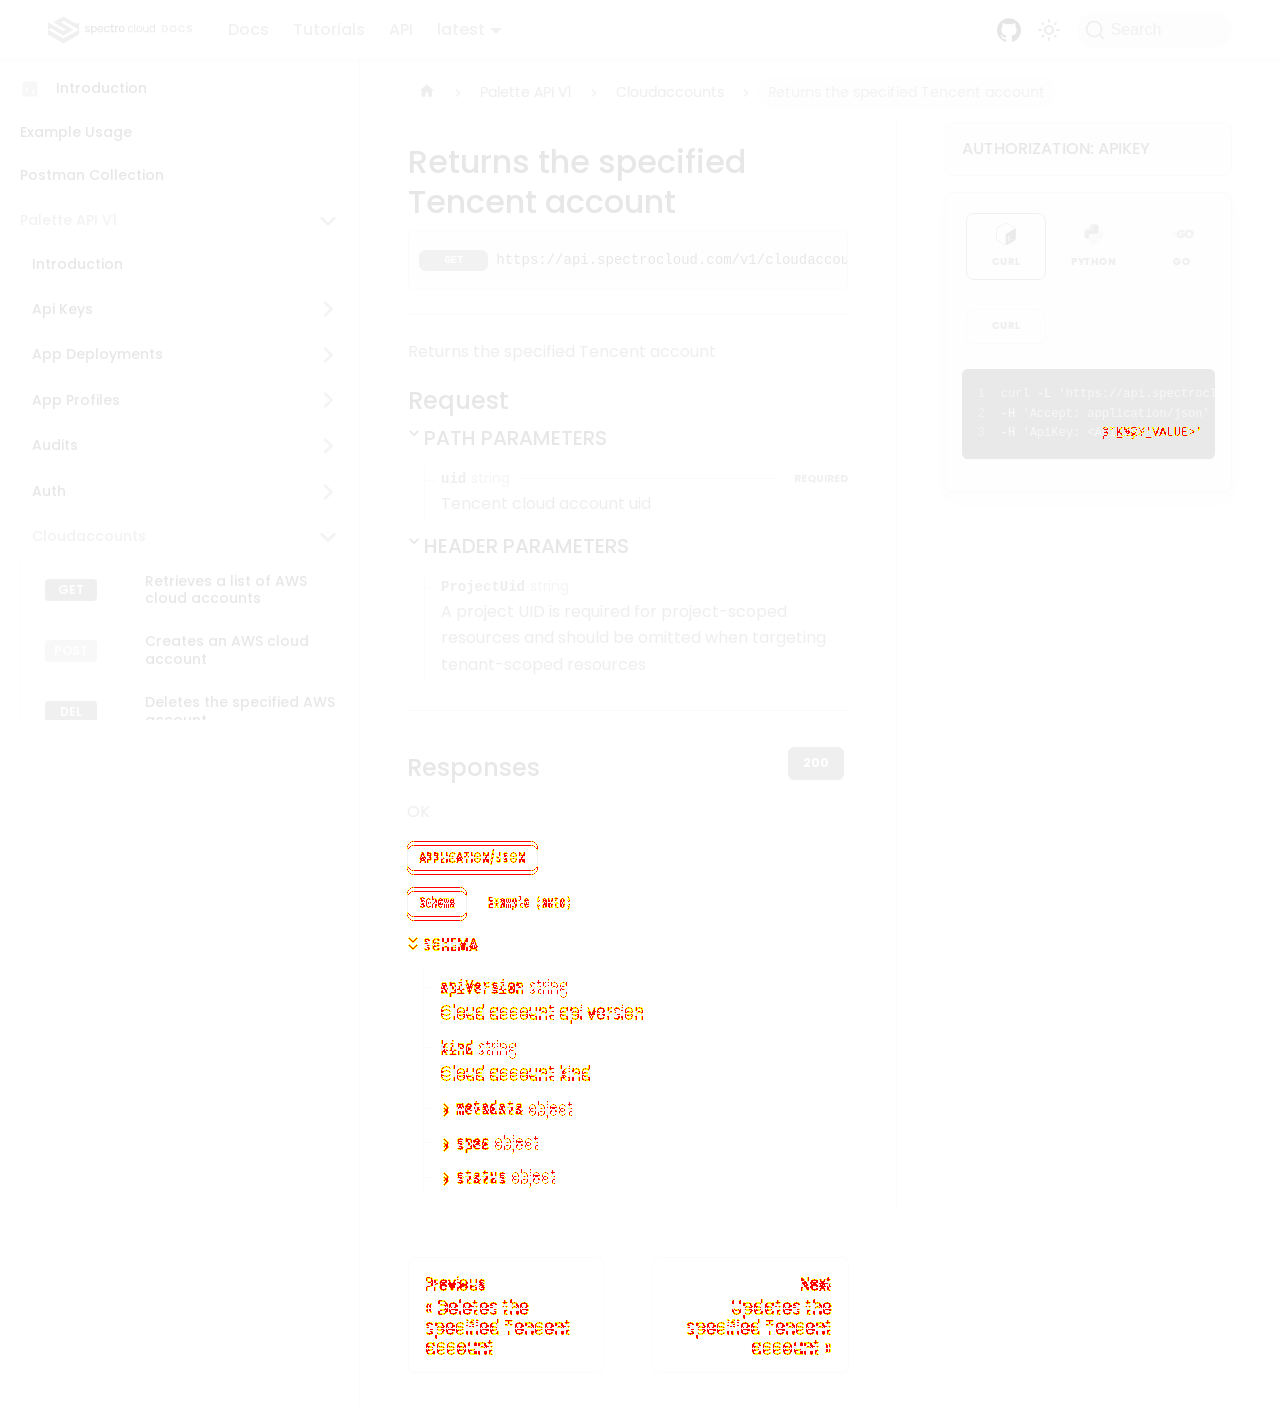 spectro cloud DOCS
Docs Tutorials API latest
Search
Introduction
Example Usage
Postman Collection
Palette API V1
Introduction
Api Keys
App Deployments
App Profiles
Audits
Auth
Cloudaccounts
GET Retrieves a list of AWS
cloud accounts
POST Creates an AWS cloud
account
DEL Deletes the specified AWS
account
Palette API V1 Cloudaccounts Returns the specified Tencent account
Returns the specified
Tencent account
GET https://api.spectrocloud.com/v1/cloudaccou
Returns the specified Tencent account
Request
PATH PARAMETERS
uid string REQUIRED
Tencent cloud account uid
HEADER PARAMETERS
ProjectUid string
A project UID is required for project-scoped
resources and should be omitted when targeting
tenant-scoped resources
Responses 200
OK
APPLICATION/JSON
Schema Example (auto)
SCHEMA
apiVersion string
Cloud account api version
kind string
Cloud account kind
metadata object
spec object
status object
Previous
« Deletes the
specified Tencent
account
Next
Updates the
specified Tencent
account »
AUTHORIZATION: APIKEY
CURL PYTHON GO GO
CURL
1 curl -L 'https://api.spectrocl
2 -H 'Accept: application/json'
3 -H 'ApiKey: VALUE>'